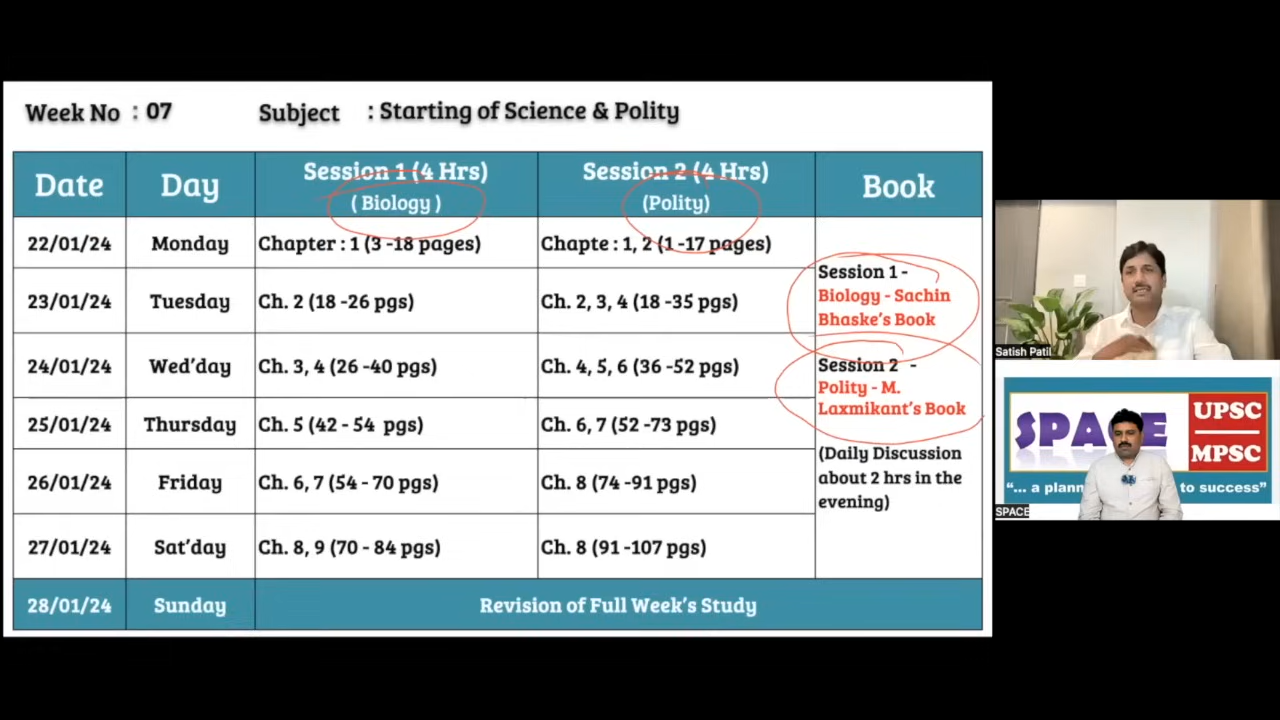 Week No : 07 Subject : Starting of Science & Polity
Date Day Session 1 (4 Hrs) Session 2 (4 Hrs) Book
( Biology ) (Polity)
22/01/24 Monday Chapter : 1 (3 -18 pages) Chapte : 1, 2 (1 -17 pages)
23/01/24 Tuesday Ch. 2 (18 -26 pgs) Ch. 2, 3, 4 (18 -35 pgs)
24/01/24 Wed'day Ch. 3, 4 (26 -40 pgs) Ch. 4, 5, 6 (36 -52 pgs)
25/01/24 Thursday Ch. 5 (42 - 54 pgs) Ch. 6, 7 (52 -73 pgs)
26/01/24 Friday Ch. 6, 7 (54 - 70 pgs) Ch. 8 (74 -91 pgs)
27/01/24 Sat'day Ch. 8, 9 (70 - 84 pgs) Ch. 8 (91 -107 pgs)
Session 1 -
Biology - Sachin
Bhaske's Book
Session 2 -
Polity - M.
Laxmikant's Book
(Daily Discussion
about 2 hrs in the
evening)
28/01/24 Sunday Revision of Full Week's Study
Satish Patil
SPACE
UPSC
MPSC
"... a plann to success"
SPACE